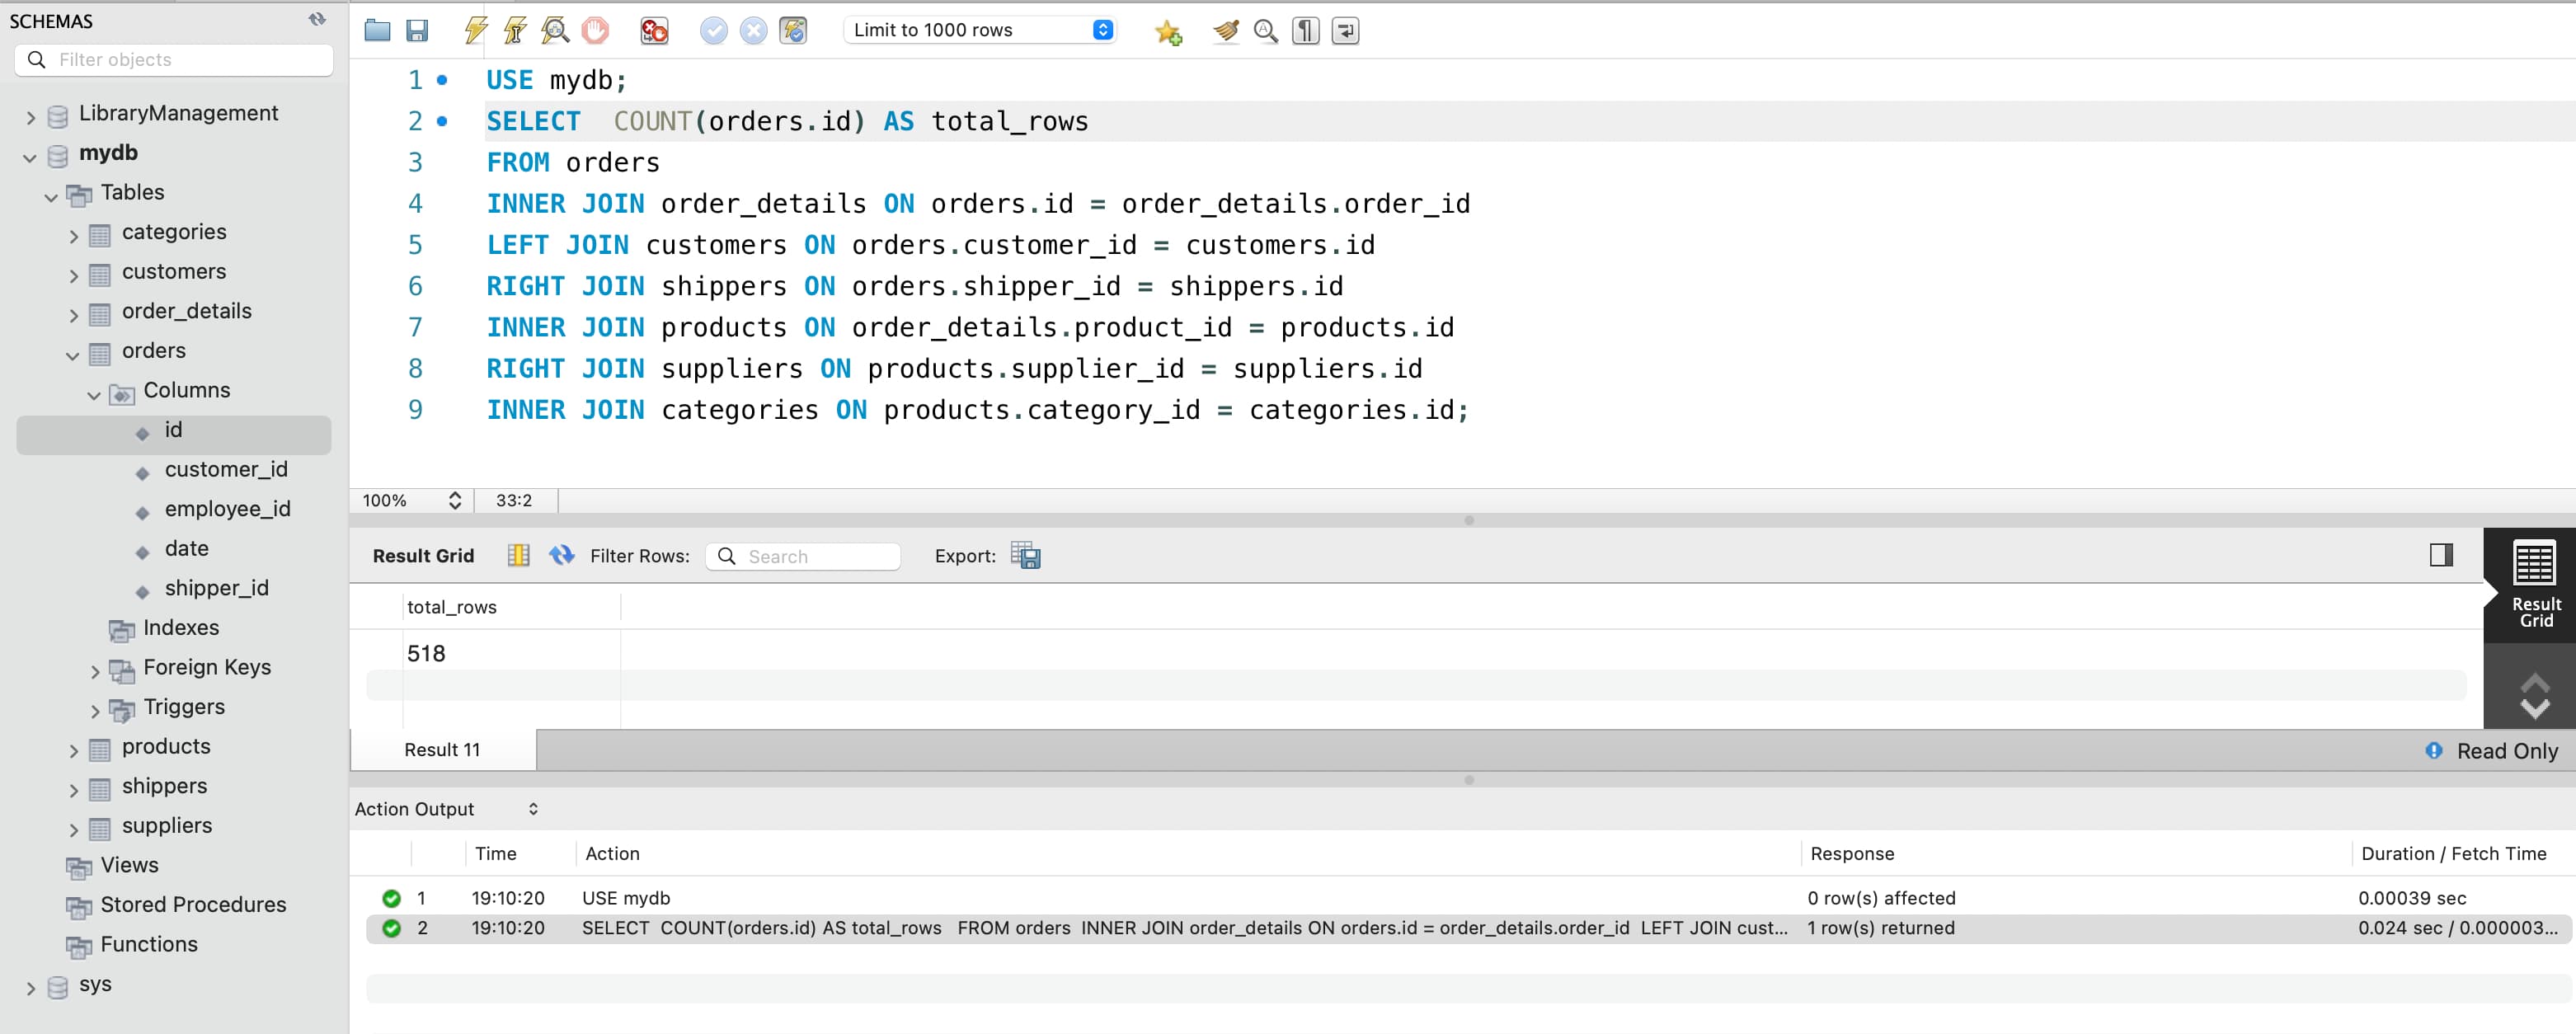 SCHEMAS
Filter objects
LibraryManagement
mydb
Tables
categories
customers
order_details
orders
Columns
id
customer_id
employee_id
date
shipper_id
Indexes
Foreign Keys
Triggers
products
shippers
suppliers
Views
Stored Procedures
Functions
sys
Limit to 1000 rows
1 USE mydb;
2 SELECT  COUNT(orders.id) AS total_rows
3 FROM orders
4 INNER JOIN order_details ON orders.id = order_details.order_id
5 LEFT JOIN customers ON orders.customer_id = customers.id
6 RIGHT JOIN shippers ON orders.shipper_id = shippers.id
7 INNER JOIN products ON order_details.product_id = products.id
8 RIGHT JOIN suppliers ON products.supplier_id = suppliers.id
9 INNER JOIN categories ON products.category_id = categories.id;
100% 33:2
Result Grid Filter Rows: Search Export:
Result
Grid
total_rows
518
Result 11 Read Only
Action Output
Time Action Response Duration / Fetch Time
1 19:10:20 USE mydb 0 row(s) affected 0.00039 sec
2 19:10:20 SELECT  COUNT(orders.id) AS total_rows   FROM orders  INNER JOIN order_details ON orders.id = order_details.order_id  LEFT JOIN cust... 1 row(s) returned 0.024 sec / 0.000003...